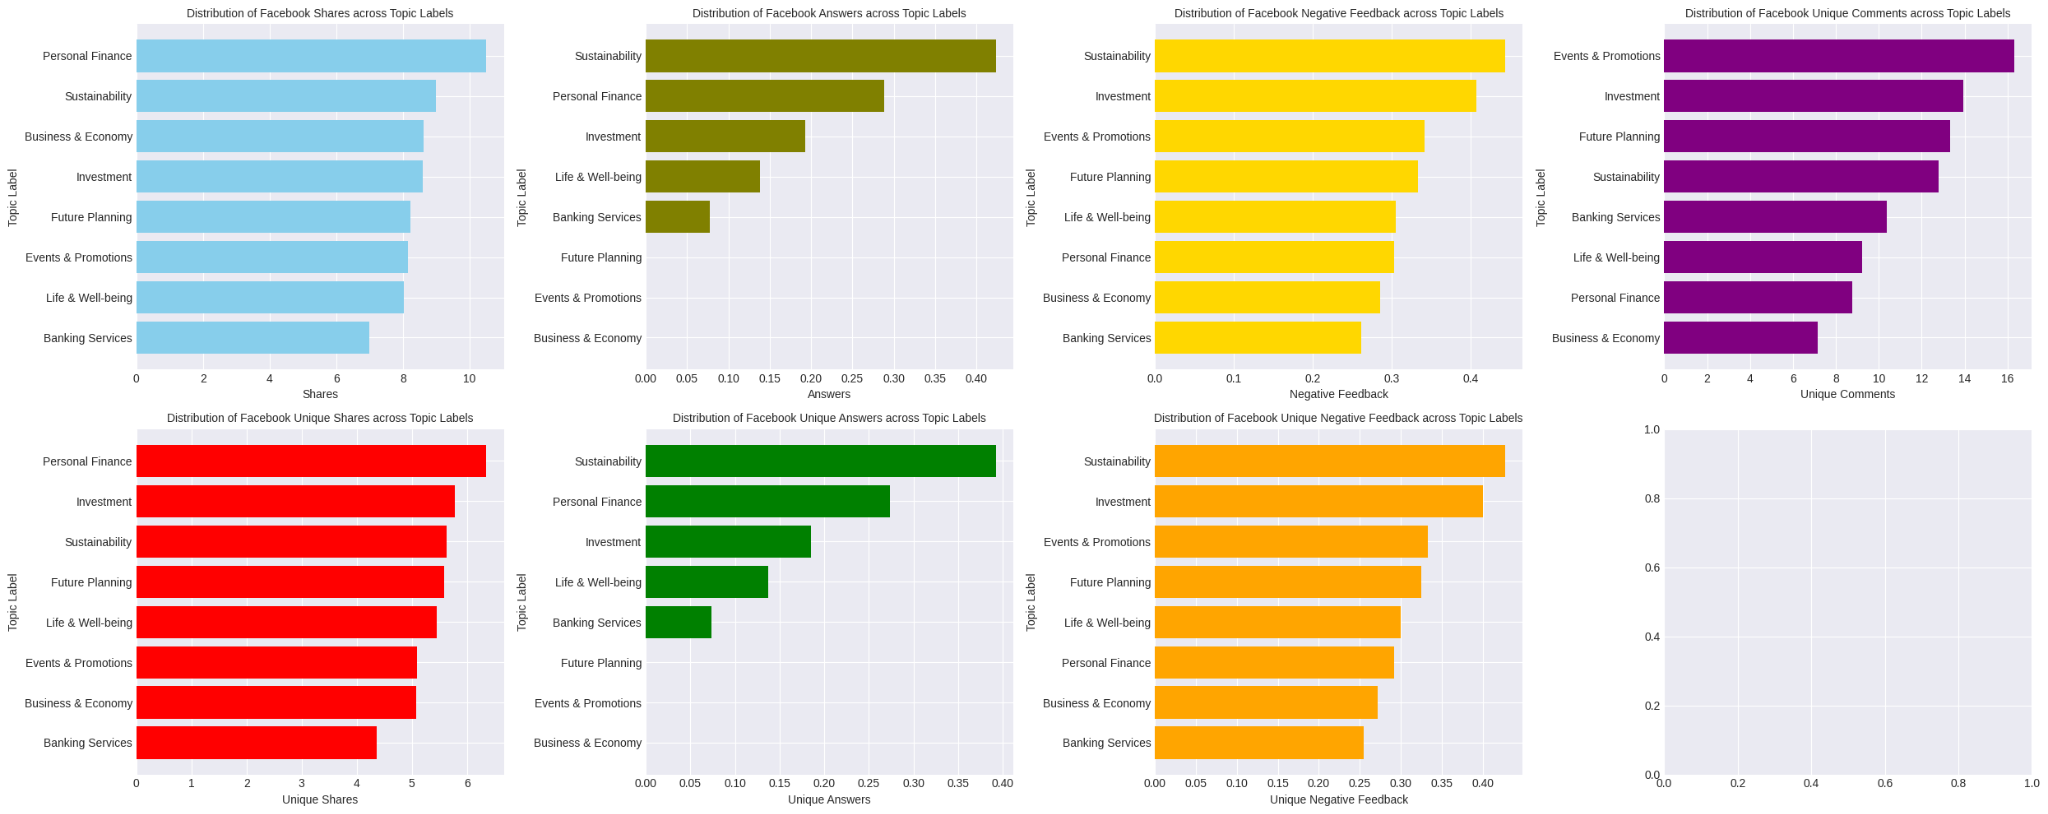 Distribution of Facebook Shares across Topic Labels
Topic Label
Personal Finance
Sustainability
Business & Economy
Investment
Future Planning
Events & Promotions
Life & Well-being
Banking Services
0 2 4 6 8 10
Shares
Distribution of Facebook Answers across Topic Labels
Topic Label
Sustainability
Personal Finance
Investment
Life & Well-being
Banking Services
Future Planning
Events & Promotions
Business & Economy
0.00 0.05 0.10 0.15 0.20 0.25 0.30 0.35 0.40
Answers
Distribution of Facebook Negative Feedback across Topic Labels
Topic Label
Sustainability
Investment
Events & Promotions
Future Planning
Life & Well-being
Personal Finance
Business & Economy
Banking Services
0.0 0.1 0.2 0.3 0.4
Negative Feedback
Distribution of Facebook Unique Comments across Topic Labels
Topic Label
Events & Promotions
Investment
Future Planning
Sustainability
Banking Services
Life & Well-being
Personal Finance
Business & Economy
0 2 4 6 8 10 12 14 16
Unique Comments
Distribution of Facebook Unique Shares across Topic Labels
Topic Label
Personal Finance
Investment
Sustainability
Future Planning
Life & Well-being
Events & Promotions
Business & Economy
Banking Services
0 1 2 3 4 5 6
Unique Shares
Distribution of Facebook Unique Answers across Topic Labels
Topic Label
Sustainability
Personal Finance
Investment
Life & Well-being
Banking Services
Future Planning
Events & Promotions
Business & Economy
0.00 0.05 0.10 0.15 0.20 0.25 0.30 0.35 0.40
Unique Answers
Distribution of Facebook Unique Negative Feedback across Topic Labels
Topic Label
Sustainability
Investment
Events & Promotions
Future Planning
Life & Well-being
Personal Finance
Business & Economy
Banking Services
0.00 0.05 0.10 0.15 0.20 0.25 0.30 0.35 0.40
Unique Negative Feedback
1.0
0.8
0.6
0.4
0.2
0.0
0.0 0.2 0.4 0.6 0.8 1.0